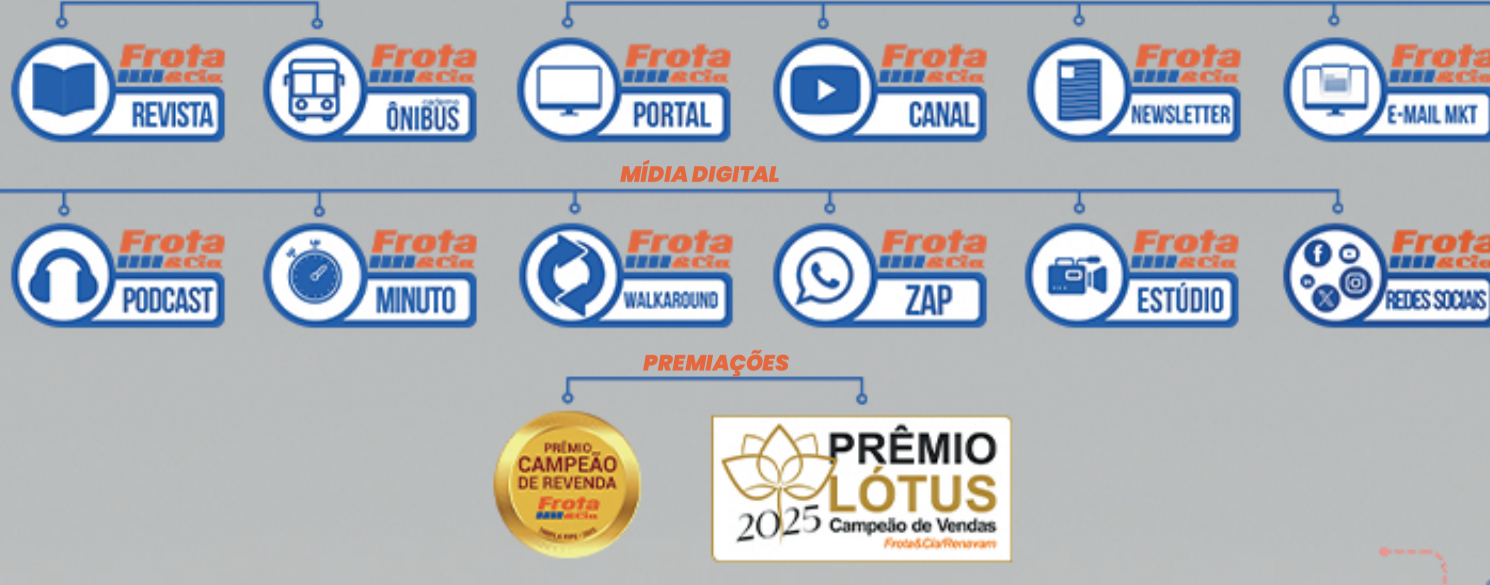 Frota
&Cia
REVISTA
Frota
&Cia
caderno
ÔNIBUS
Frota
&Cia
PORTAL
Frota
&Cia
CANAL
Frota
&Cia
NEWSLETTER
Frota
&Cia
E-MAIL MKT
MÍDIA DIGITAL
Frota
&Cia
PODCAST
Frota
&Cia
MINUTO
Frota
&Cia
WALKAROUND
Frota
&Cia
ZAP
Frota
&Cia
ESTÚDIO
Frota
&Cia
REDES SOCIAIS
PREMIAÇÕES
PRÊMIO
CAMPEÃO
DE REVENDA
Frota
&Cia
PRÊMIO
LÓTUS
2025
Campeão de Vendas
Frota&Cia/Renavam